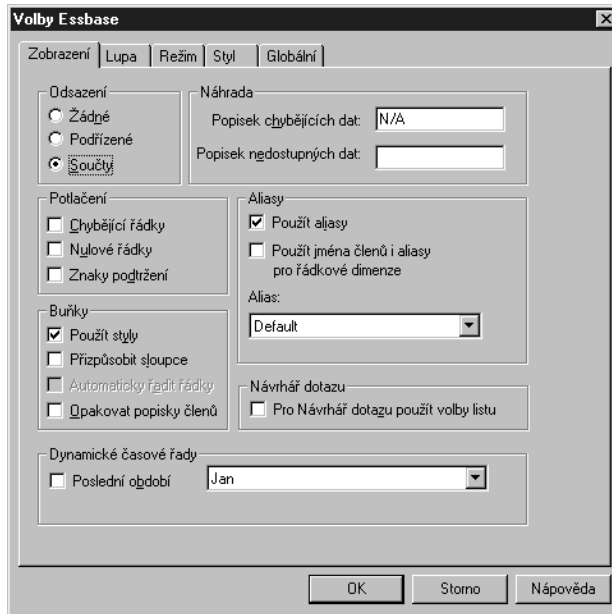 Volby Essbase
Zobrazení Lupa Režim Styl Globální
Odsazení
Žádné
Podřízené
Součty
Náhrada
Popisek chybějících dat: N/A
Popisek nedostupných dat:
Potlačení
Chybějící řádky
Nulové řádky
Znaky podtržení
Aliasy
Použít aliasy
Použít jména členů i aliasy
pro řádkové dimenze
Alias:
Default
Buňky
Použít styly
Přizpůsobit sloupce
Automaticky řadit řádky
Opakovat popisky členů
Návrhář dotazu
Pro Návrhář dotazu použít volby listu
Dynamické časové řady
Poslední období Jan
OK Storno Nápověda